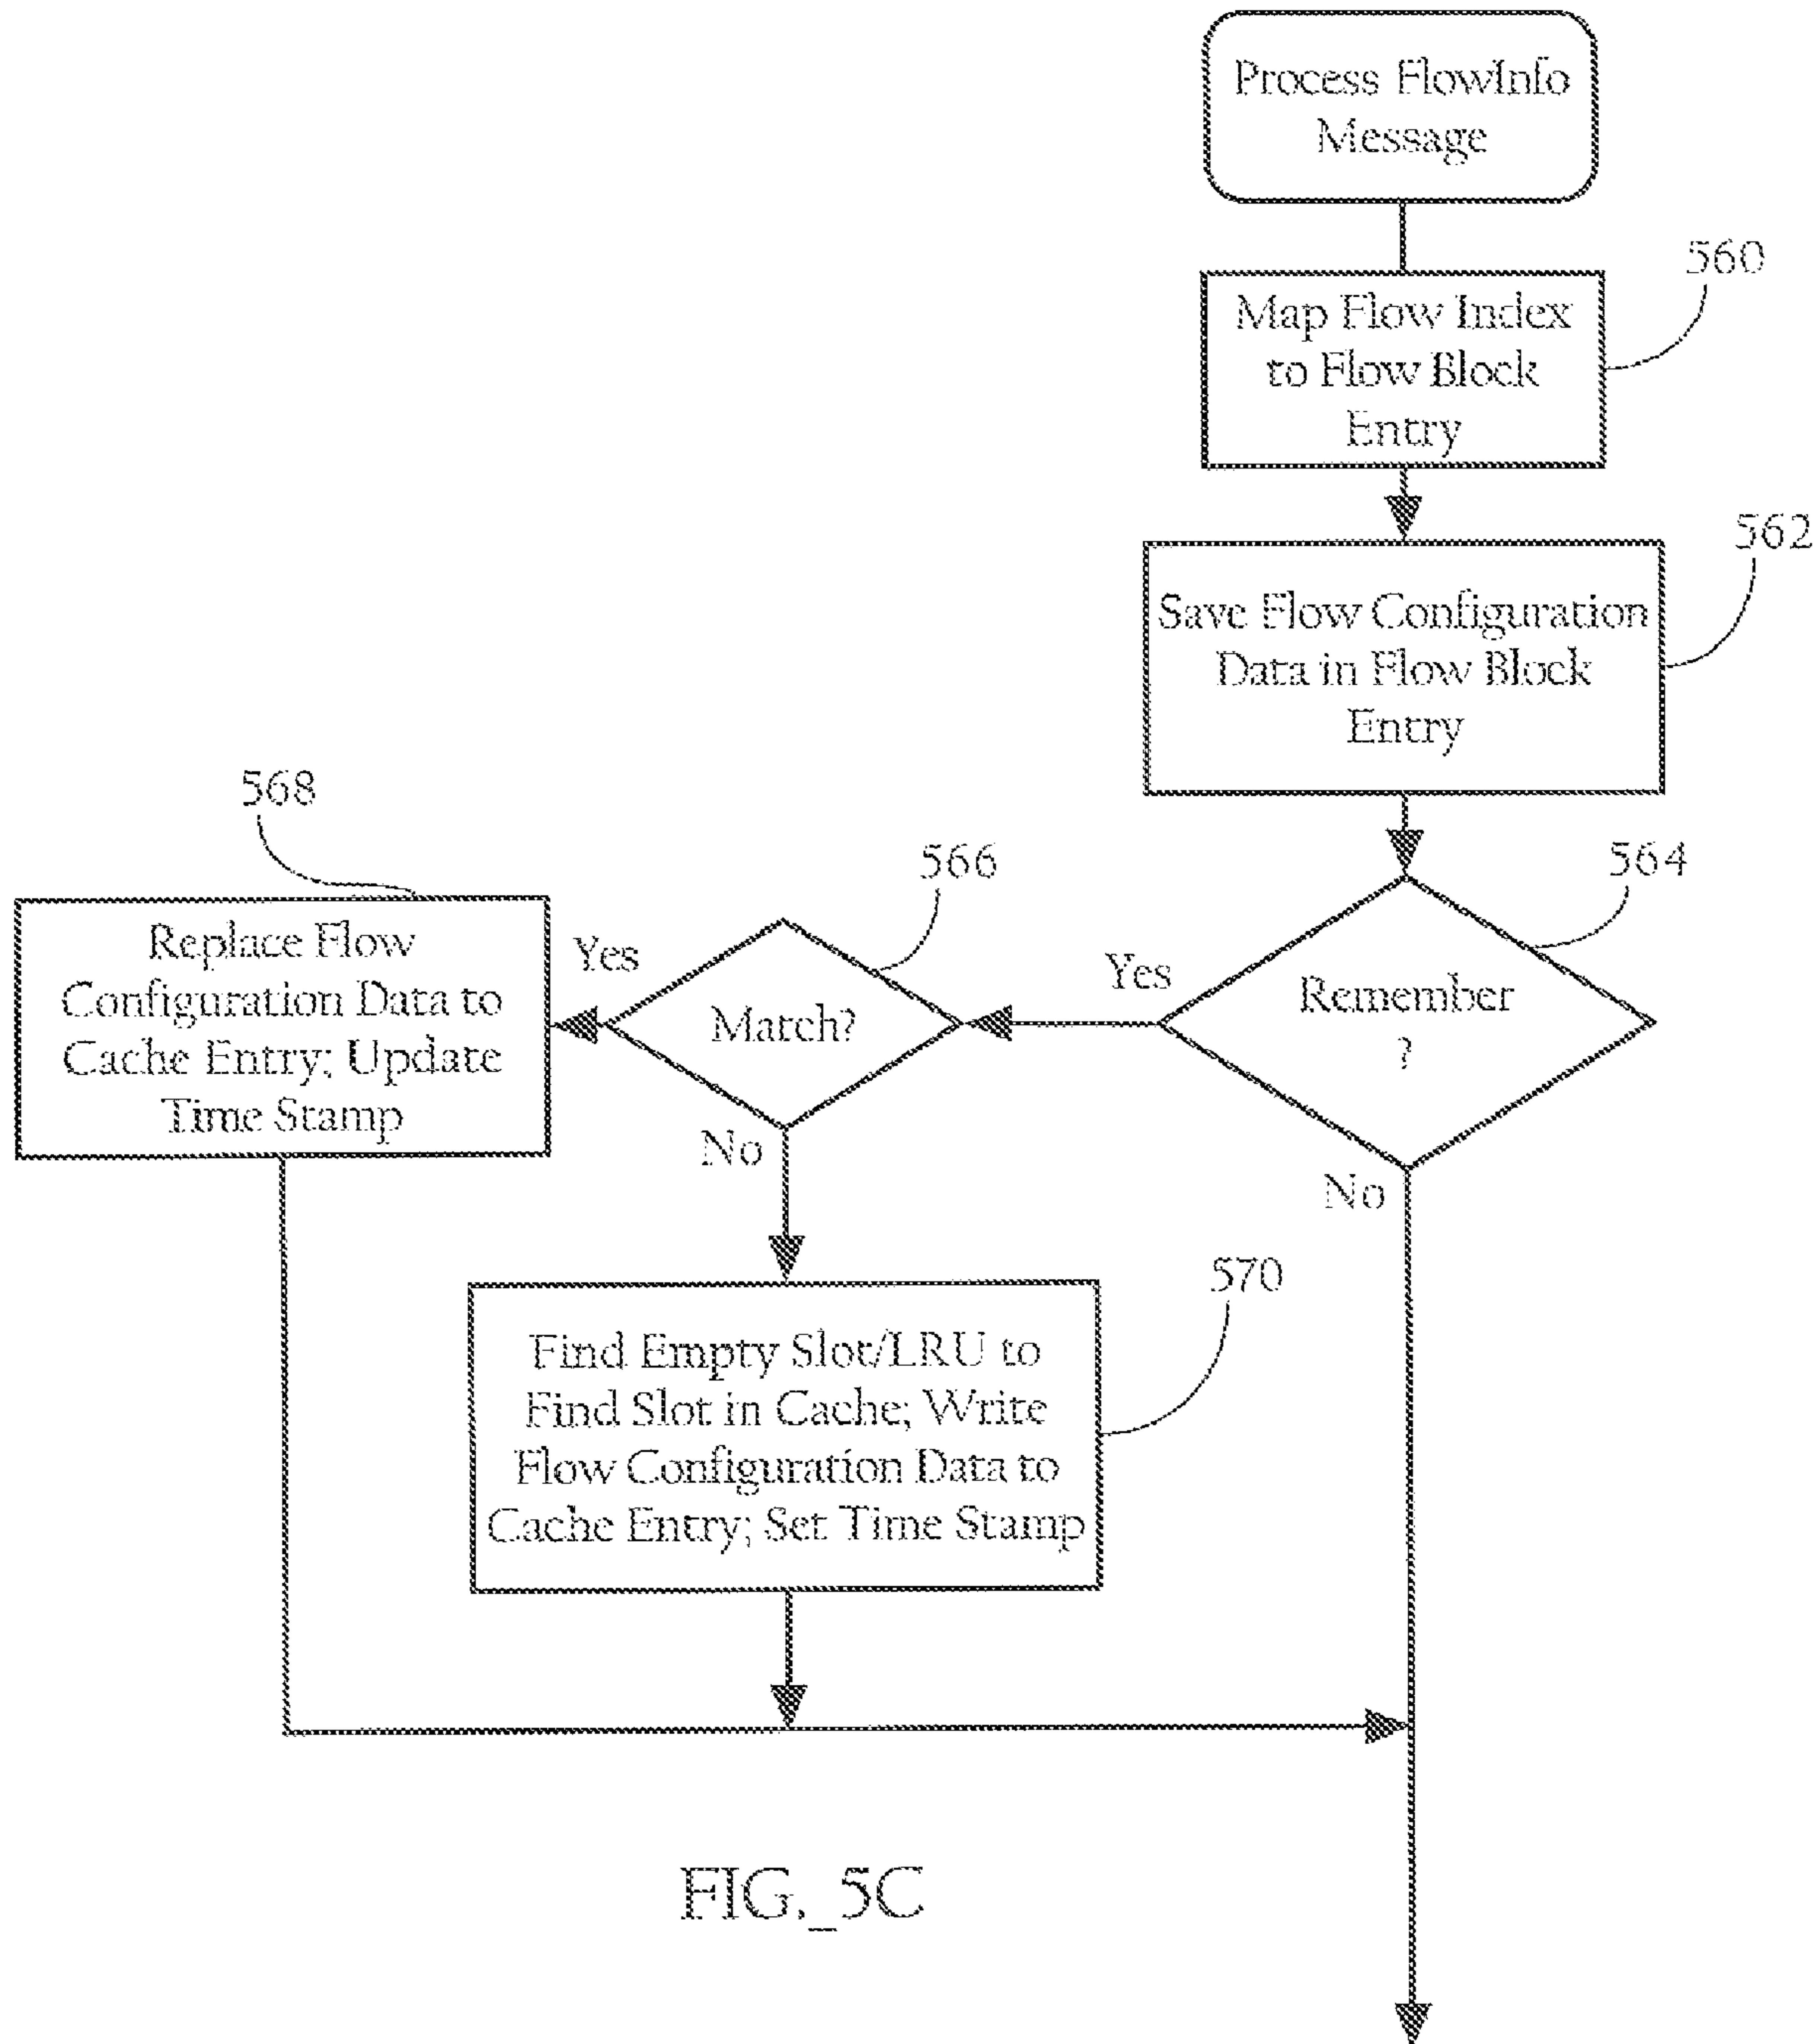 Process FlowInfo
Message
560
Map Flow Index
to Flow Block
Entry
562
Save Flow Configuration
Data in Flow Block
Entry
568
566
564
Replace Flow
Configuration Data to
Cache Entry; Update
Time Stamp
Yes
Match?
Yes
Remember
?
No
No
570
Find Empty Slot/LRU to
Find Slot in Cache; Write
Flow Configuration Data to
Cache Entry; Set Time Stamp
FIG._5C